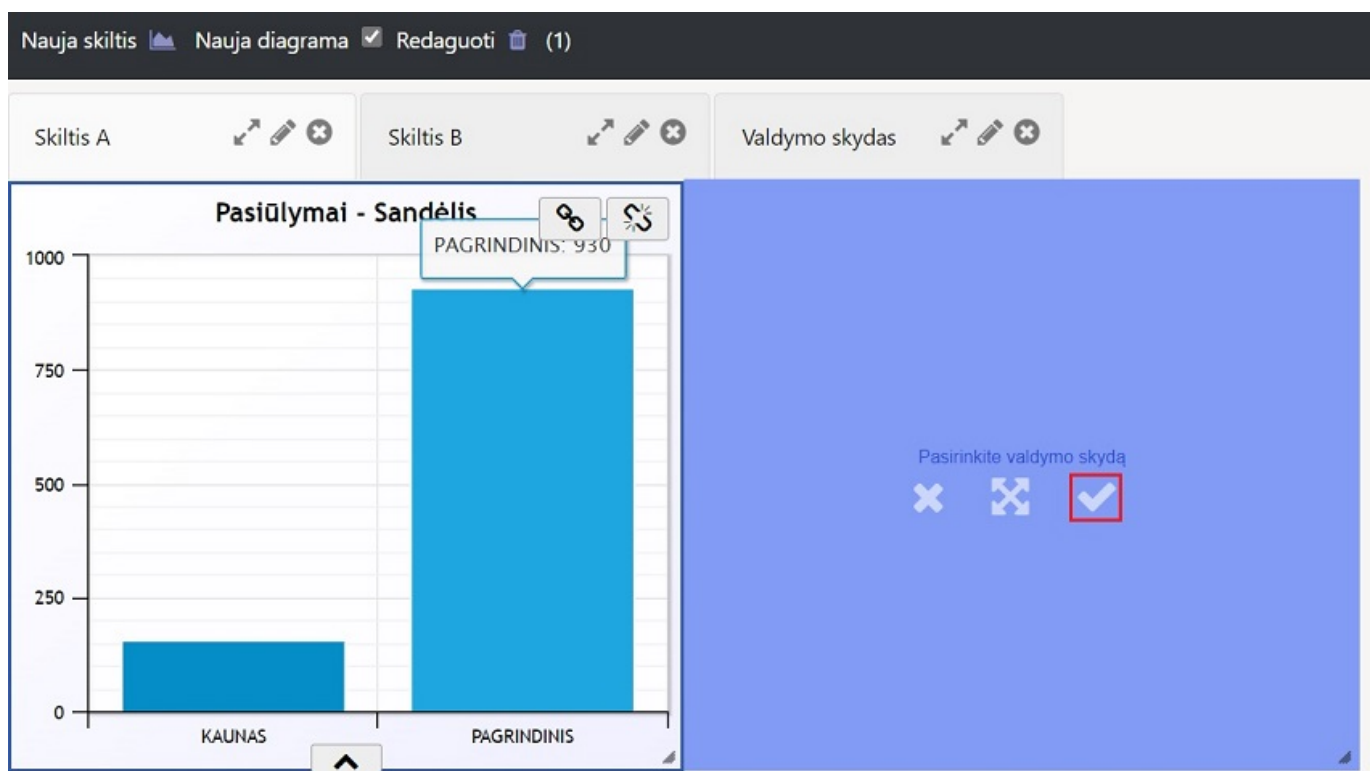 Nauja skiltis Nauja diagrama Redaguoti (1)
Skiltis A Skiltis B Valdymo skydas
Pasiūlymai - Sandėlis
PAGRINDINIS: 930
1000
750
500
250
0
KAUNAS PAGRINDINIS
Pasirinkite valdymo skydą